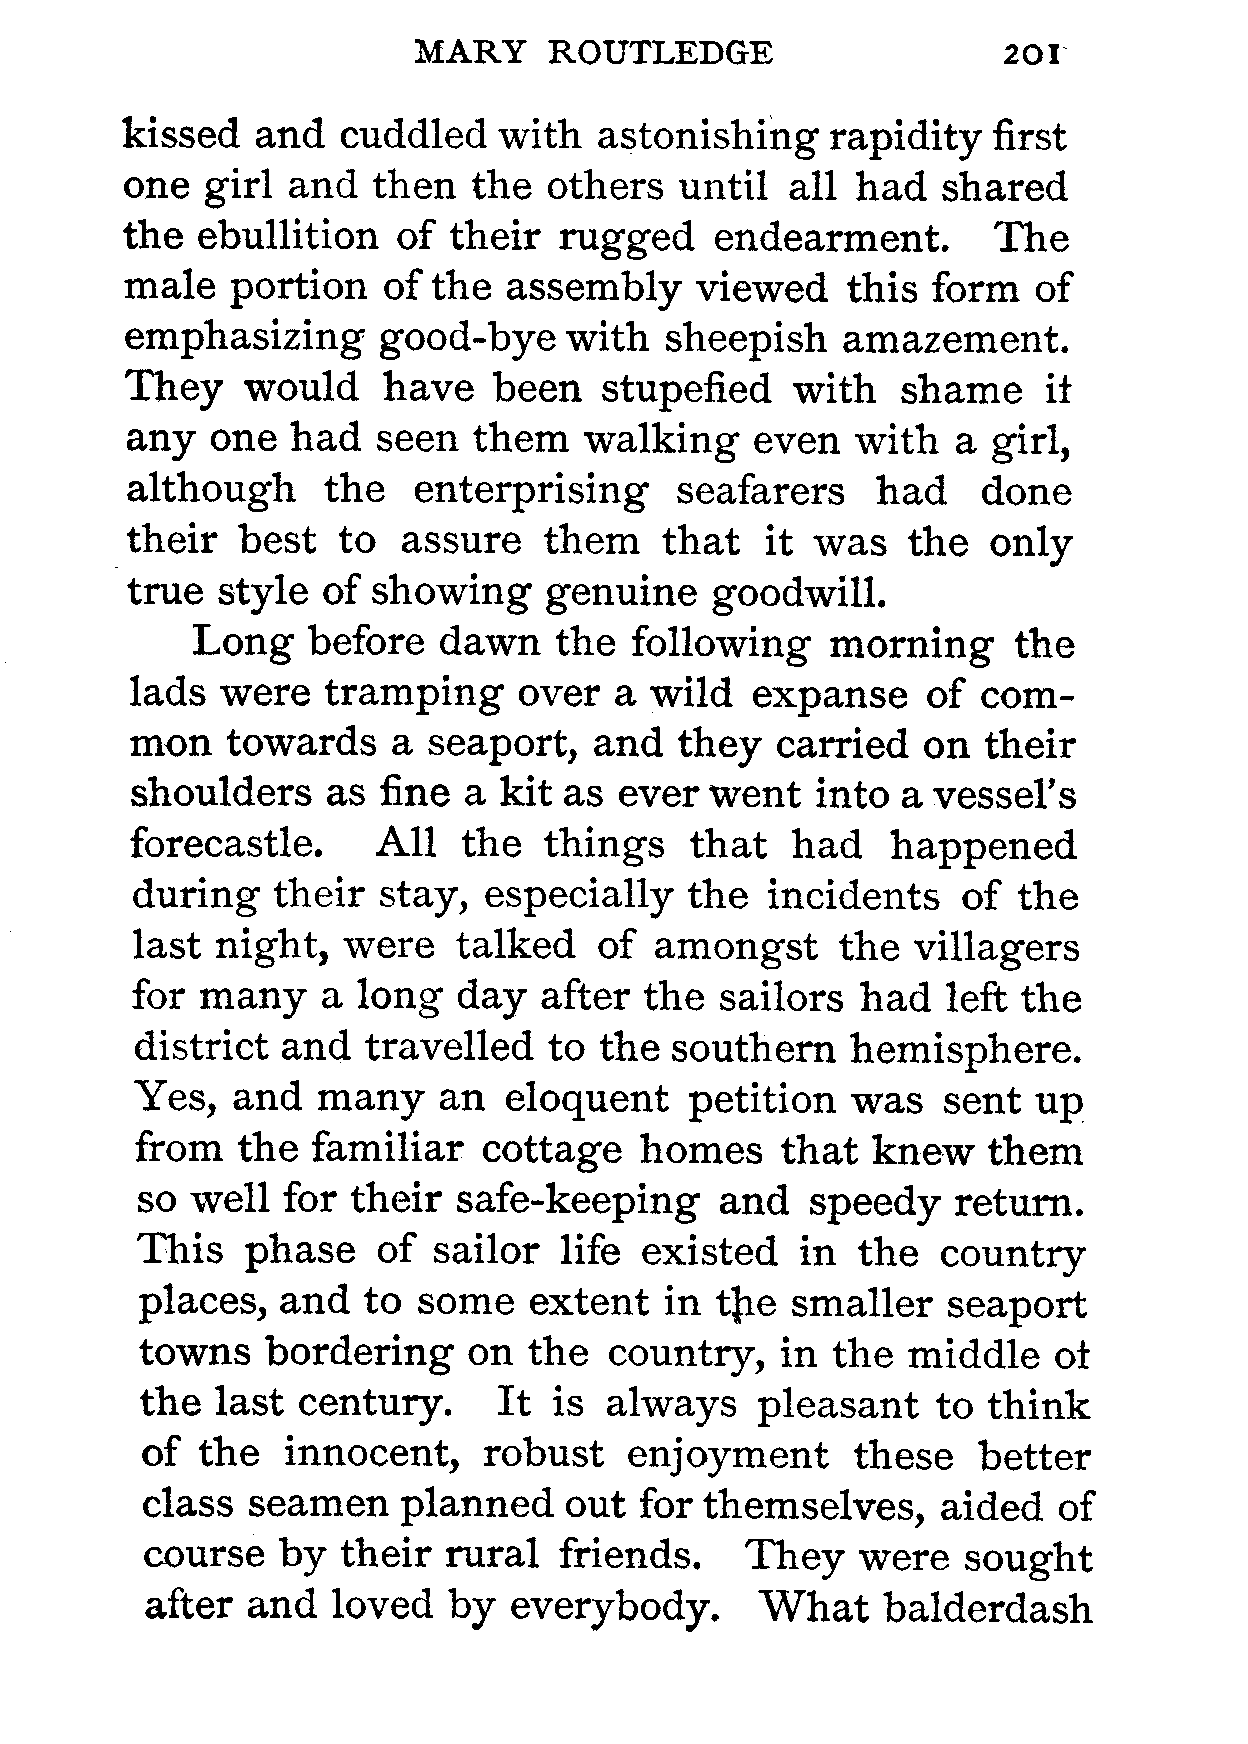 MARY ROUTLEDGE 201
kissed and cuddled with astonishing rapidity first
one girl and then the others until all had shared
the ebullition of their rugged endearment. The
male portion of the assembly viewed this form of
emphasizing good-bye with sheepish amazement.
They would have been stupefied with shame if
any one had seen them walking even with a girl,
although the enterprising seafarers had done
their best to assure them that it was the only
true style of showing genuine goodwill.
Long before dawn the following morning the
lads were tramping over a wild expanse of com-
mon towards a seaport, and they carried on their
shoulders as fine a kit as ever went into a vessel's
forecastle. All the things that had happened
during their stay, especially the incidents of the
last night, were talked of amongst the villagers
for many a long day after the sailors had left the
district and travelled to the southern hemisphere.
Yes, and many an eloquent petition was sent up
from the familiar cottage homes that knew them
so well for their safe-keeping and speedy return.
This phase of sailor life existed in the country
places, and to some extent in the smaller seaport
towns bordering on the country, in the middle of
the last century. It is always pleasant to think
of the innocent, robust enjoyment these better
class seamen planned out for themselves, aided of
course by their rural friends. They were sought
after and loved by everybody. What balderdash